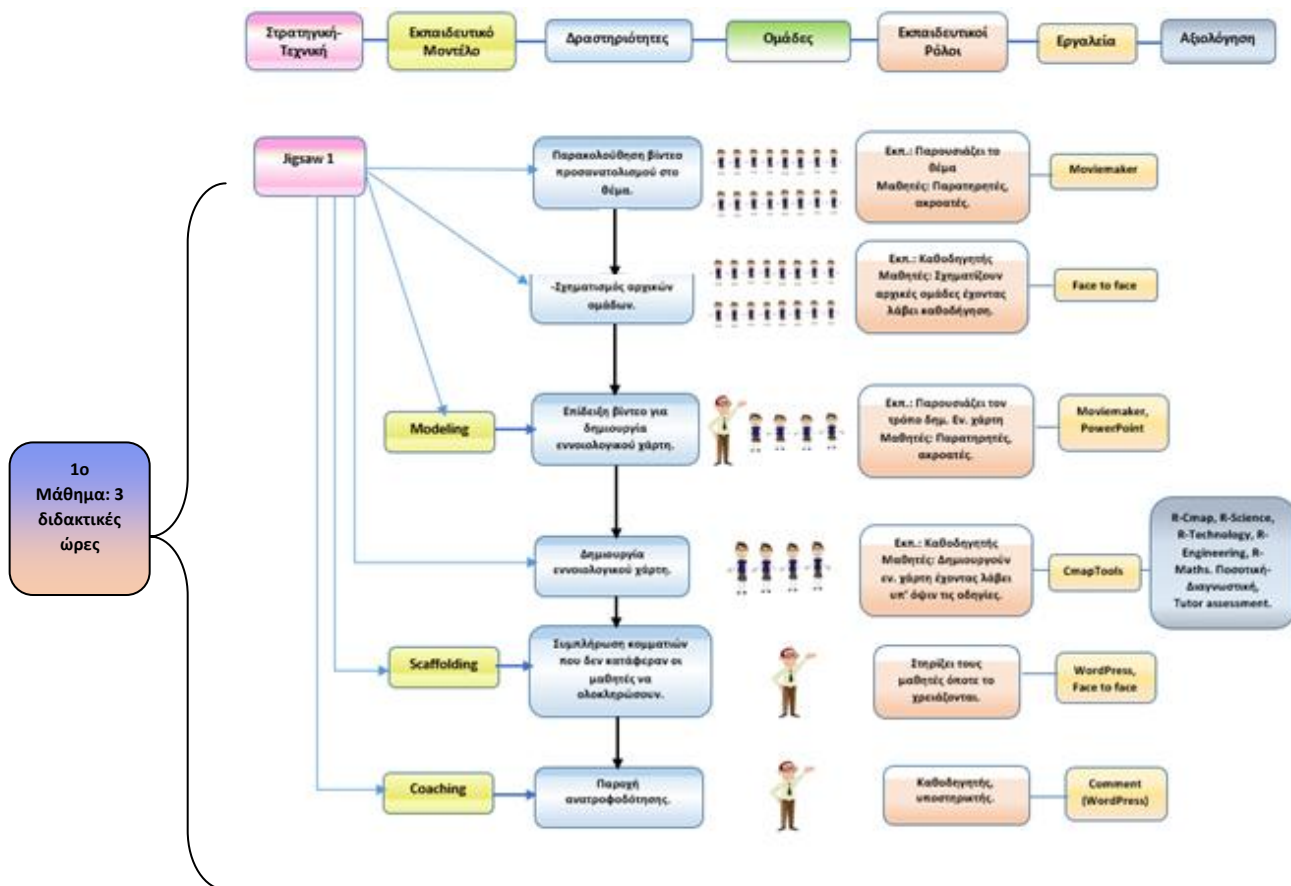 Στρατηγική-
Τεχνική
Εκπαιδευτικό
Μοντέλο
Δραστηριότητες
Ομάδες
Εκπαιδευτικοί
Ρόλοι
Εργαλεία
Αξιολόγηση
Jigsaw 1
Παρακολούθηση βίντεο
προσανατολισμού στο
θέμα.
Εκπ.: Παρουσιάζει το
θέμα
Μαθητές: Παρατηρητές,
ακροατές.
Moviemaker
-Σχηματισμός αρχικών
ομάδων.
Εκπ.: Καθοδηγητής
Μαθητές: Σχηματίζουν
αρχικές ομάδες έχοντας
λάβει καθοδήγηση.
Face to face
Modeling
Επίδειξη βίντεο για
δημιουργία
εννοιολογικού χάρτη.
Εκπ.: Παρουσιάζει τον
τρόπο δημ. Εν. χάρτη
Μαθητές: Παρατηρητές,
ακροατές.
Moviemaker,
PowerPoint
1ο
Μάθημα: 3
διδακτικές
ώρες
Δημιουργία
εννοιολογικού χάρτη.
Εκπ.: Καθοδηγητής
Μαθητές: Δημιουργούν
εν. χάρτη έχοντας λάβει
υπ' όψιν τις οδηγίες.
CmapTools
R-Cmap, R-Science,
R-Technology, R-
Engineering, R-
Maths. Ποσοτική-
Διαγνωστική,
Tutor assessment.
Scaffolding
Συμπλήρωση κομματιών
που δεν κατάφεραν οι
μαθητές να
ολοκληρώσουν.
Στηρίζει τους
μαθητές όποτε το
χρειάζονται.
WordPress,
Face to face
Coaching
Παροχή
ανατροφοδότησης.
Καθοδηγητής,
υποστηρικτής.
Comment
(WordPress)